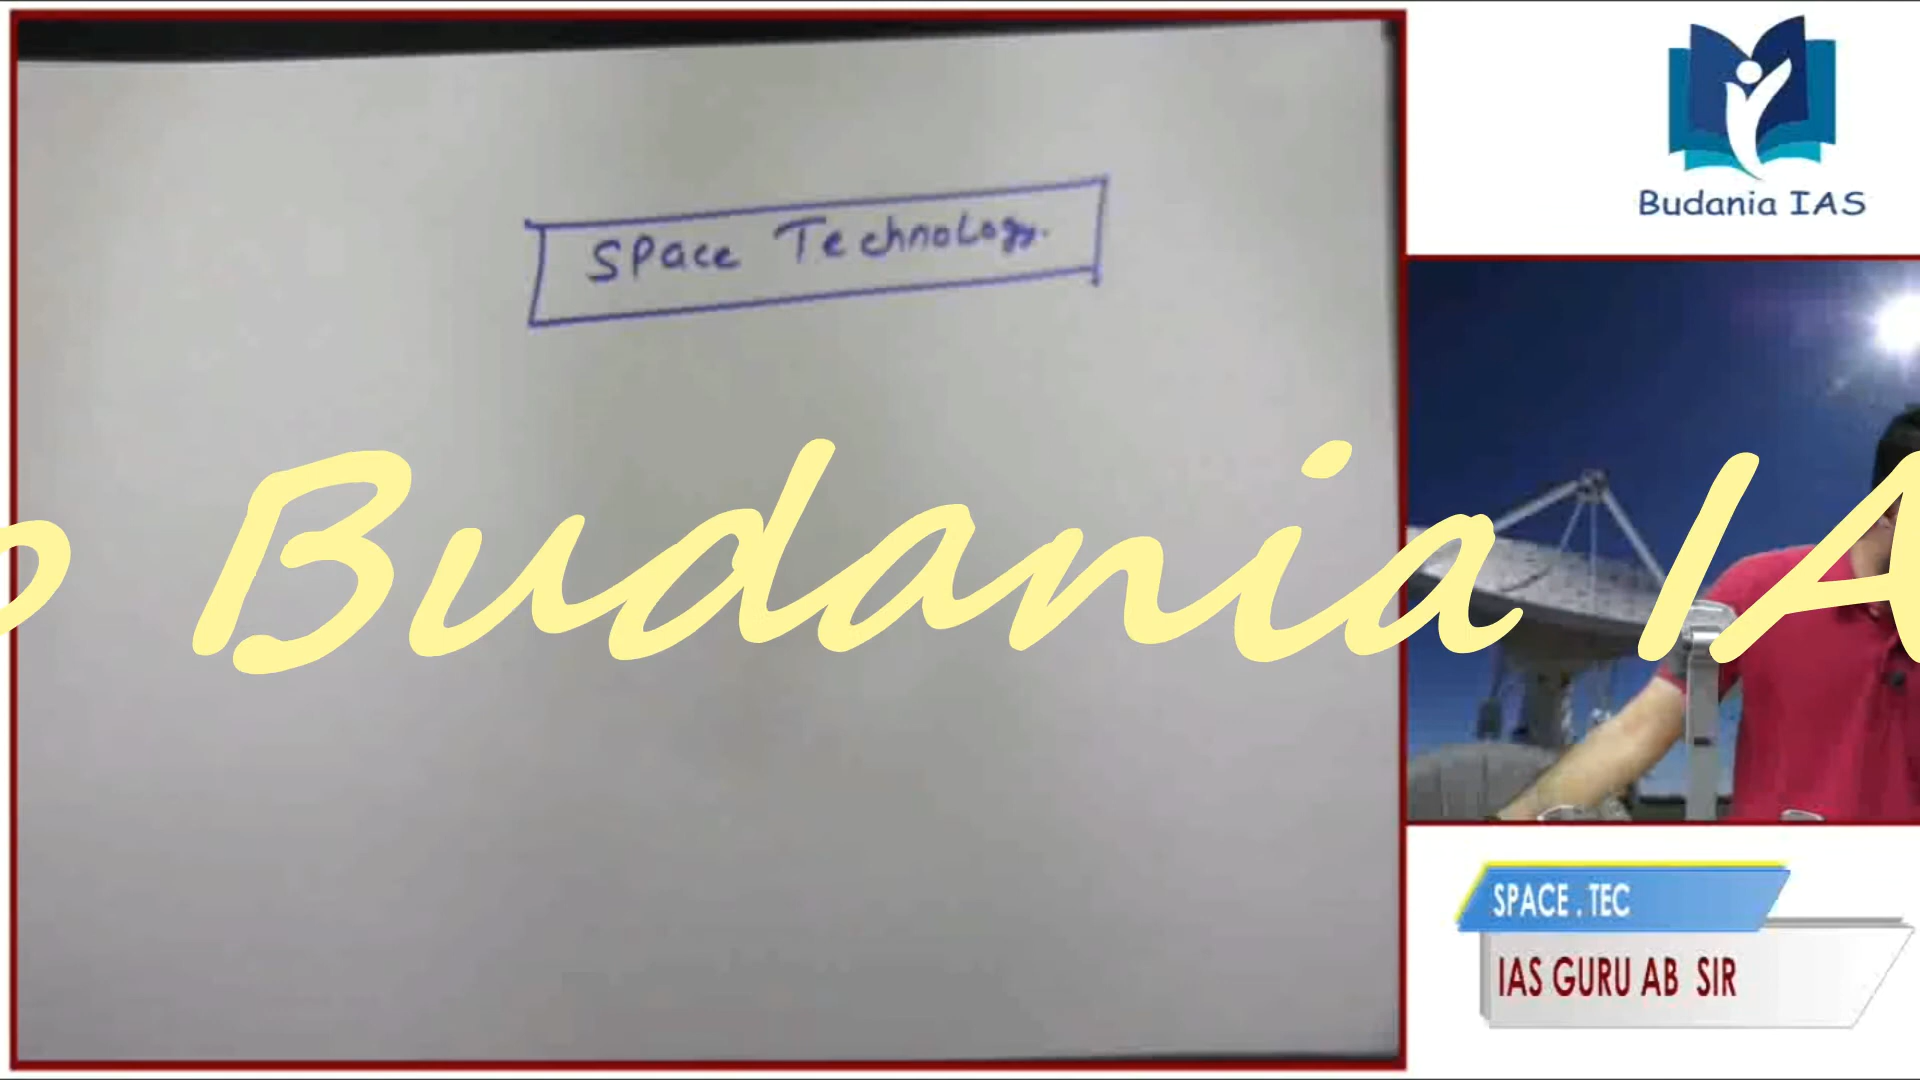 SPace Technology.
Budania IAS
Budania IA
SPACE . TEC
IAS GURU AB SIR